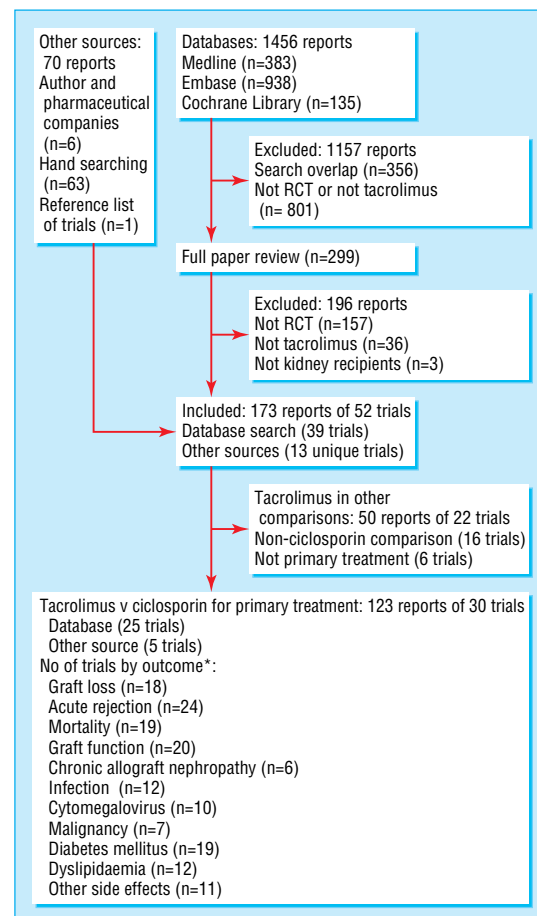 Other sources:
70 reports
Author and
pharmaceutical
companies
(n=6)
Hand searching
(n=63)
Reference list
of trials (n=1)
Databases: 1456 reports
Medline (n=383)
Embase (n=938)
Cochrane Library (n=135)
Excluded: 1157 reports
Search overlap (n=356)
Not RCT or not tacrolimus
(n= 801)
Full paper review (n=299)
Excluded: 196 reports
Not RCT (n=157)
Not tacrolimus (n=36)
Not kidney recipients (n=3)
Included: 173 reports of 52 trials
Database search (39 trials)
Other sources (13 unique trials)
Tacrolimus in other
comparisons: 50 reports of 22 trials
Non-ciclosporin comparison (16 trials)
Not primary treatment (6 trials)
Tacrolimus v ciclosporin for primary treatment: 123 reports of 30 trials
Database (25 trials)
Other source (5 trials)
No of trials by outcome*:
Graft loss (n=18)
Acute rejection (n=24)
Mortality (n=19)
Graft function (n=20)
Chronic allograft nephropathy (n=6)
Infection (n=12)
Cytomegalovirus (n=10)
Malignancy (n=7)
Diabetes mellitus (n=19)
Dyslipidaemia (n=12)
Other side effects (n=11)